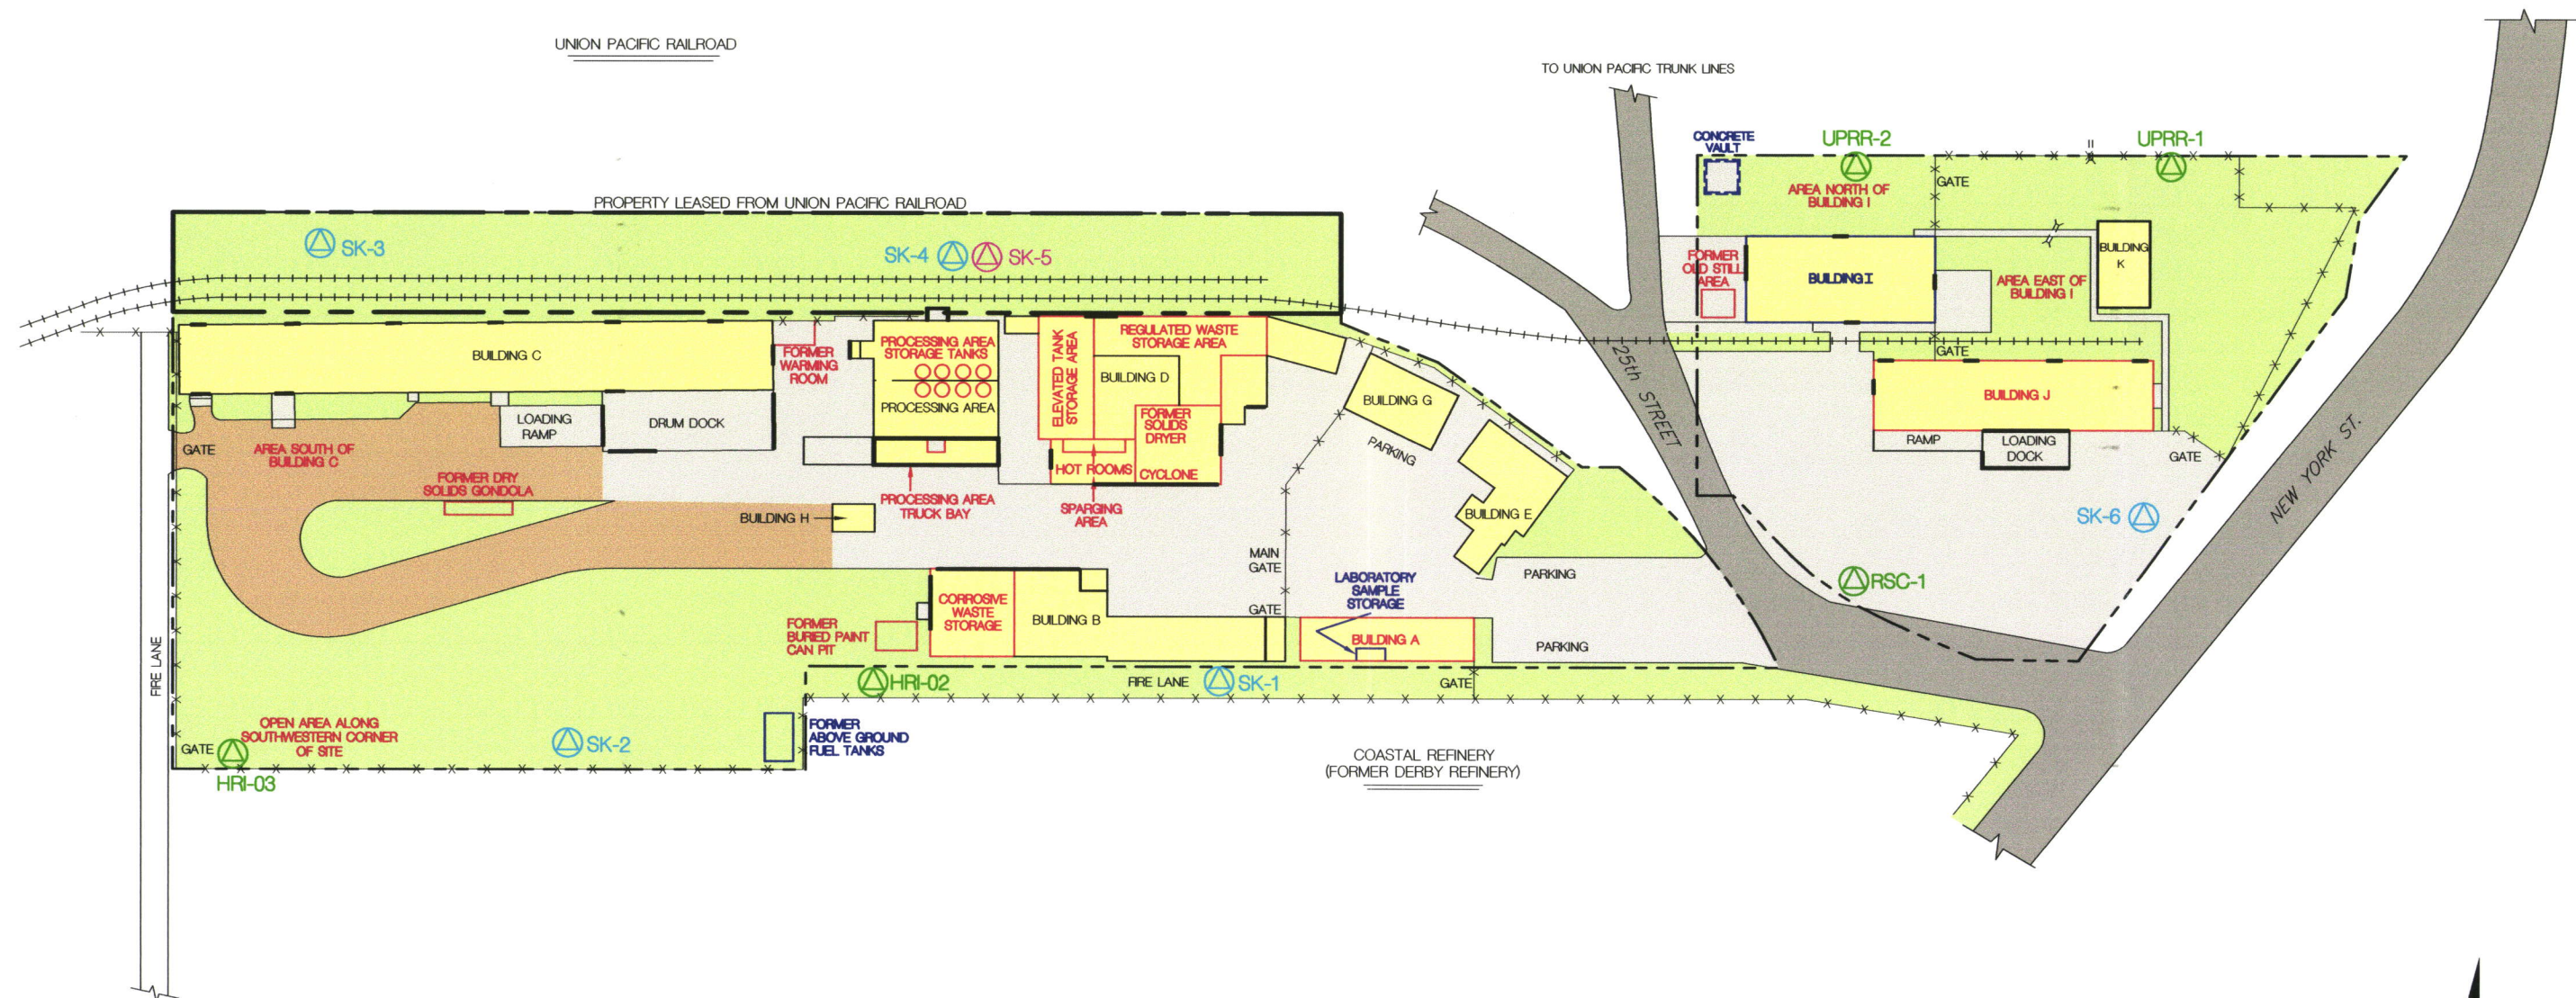 UNION PACIFIC RAILROAD
TO UNION PACIFIC TRUNK LINES
CONCRETE
VAULT
UPRR-2
UPRR-1
AREA NORTH OF
BUILDING I
GATE
PROPERTY LEASED FROM UNION PACIFIC RAILROAD
SK-3
SK-4
SK-5
FORMER
OLD STILL
AREA
BUILDING I
AREA EAST OF
BUILDING I
BUILDING
K
GATE
BUILDING C
FORMER
WARMING
ROOM
PROCESSING AREA
STORAGE TANKS
PROCESSING AREA
ELEVATED TANK
STORAGE AREA
REGULATED WASTE
STORAGE AREA
BUILDING D
FORMER
SOLIDS
DRYER
HOT ROOMS
CYCLONE
BUILDING G
PARKING
25th STREET
BUILDING J
RAMP
LOADING
DOCK
GATE
NEW YORK ST.
LOADING
RAMP
DRUM DOCK
GATE
AREA SOUTH OF
BUILDING C
FORMER DRY
SOLIDS GONDOLA
PROCESSING AREA
TRUCK BAY
SPARGING
AREA
BUILDING H
BUILDING E
SK-6
MAIN
GATE
PARKING
RSC-1
LABORATORY
SAMPLE
STORAGE
CORROSIVE
WASTE
STORAGE
BUILDING B
GATE
FORMER
BURIED PAINT
CAN PIT
BUILDING A
PARKING
FIRE LANE
HRI-02
FIRE LANE
SK-1
GATE
OPEN AREA ALONG
SOUTHWESTERN CORNER
OF SITE
GATE
HRI-03
SK-2
FORMER
ABOVE GROUND
FUEL TANKS
COASTAL REFINERY
(FORMER DERBY REFINERY)